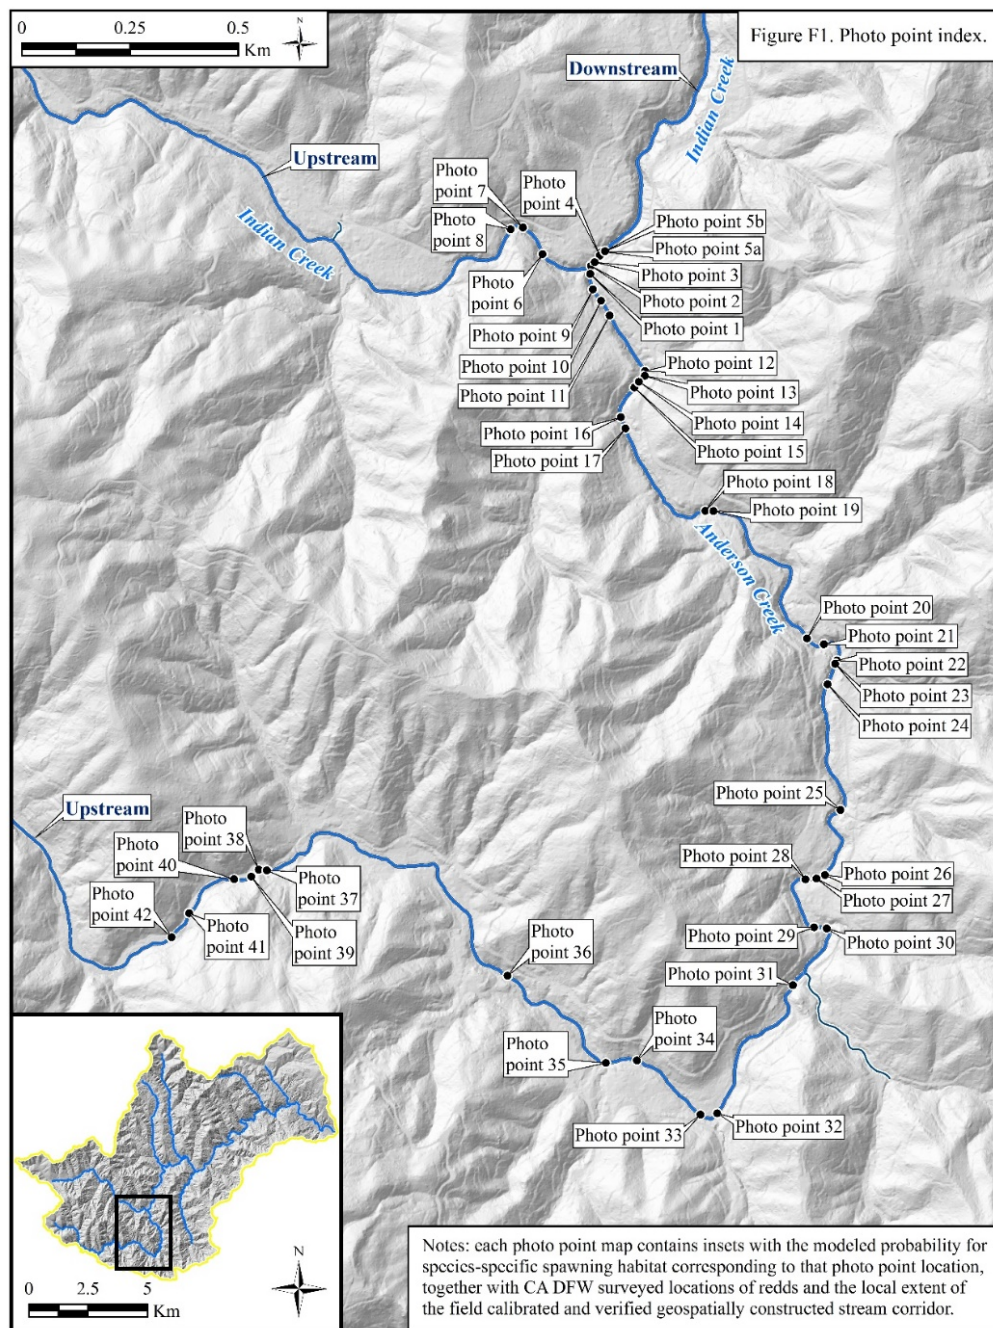 0 0.25 0.5
Km
N
Figure F1. Photo point index.
Downstream
Indian Creek
Upstream
Indian Creek
Photo
point 7
Photo
point 4
Photo
point 8
Photo point 5b
Photo point 5a
Photo point 3
Photo
point 6
Photo point 2
Photo point 9
Photo point 1
Photo point 10
Photo point 12
Photo point 11
Photo point 13
Photo point 14
Photo point 16
Photo point 15
Photo point 17
Photo point 18
Photo point 19
Anderson Creek
Photo point 20
Photo point 21
Photo point 22
Photo point 23
Photo point 24
Photo point 25
Upstream
Photo
point 38
Photo
point 40
Photo point 28
Photo point 26
Photo
point 37
Photo point 27
Photo
point 42
Photo
point 41
Photo
point 39
Photo point 29
Photo point 30
Photo
point 36
Photo point 31
Photo
point 34
Photo
point 35
Photo point 33
Photo point 32
N
0 5
Km
Notes: each photo point map contains insets with the modeled probability for
species-specific spawning habitat corresponding to that photo point location,
together with CA DFW surveyed locations of redds and the local extent of
the field calibrated and verified geospatially constructed stream corridor.